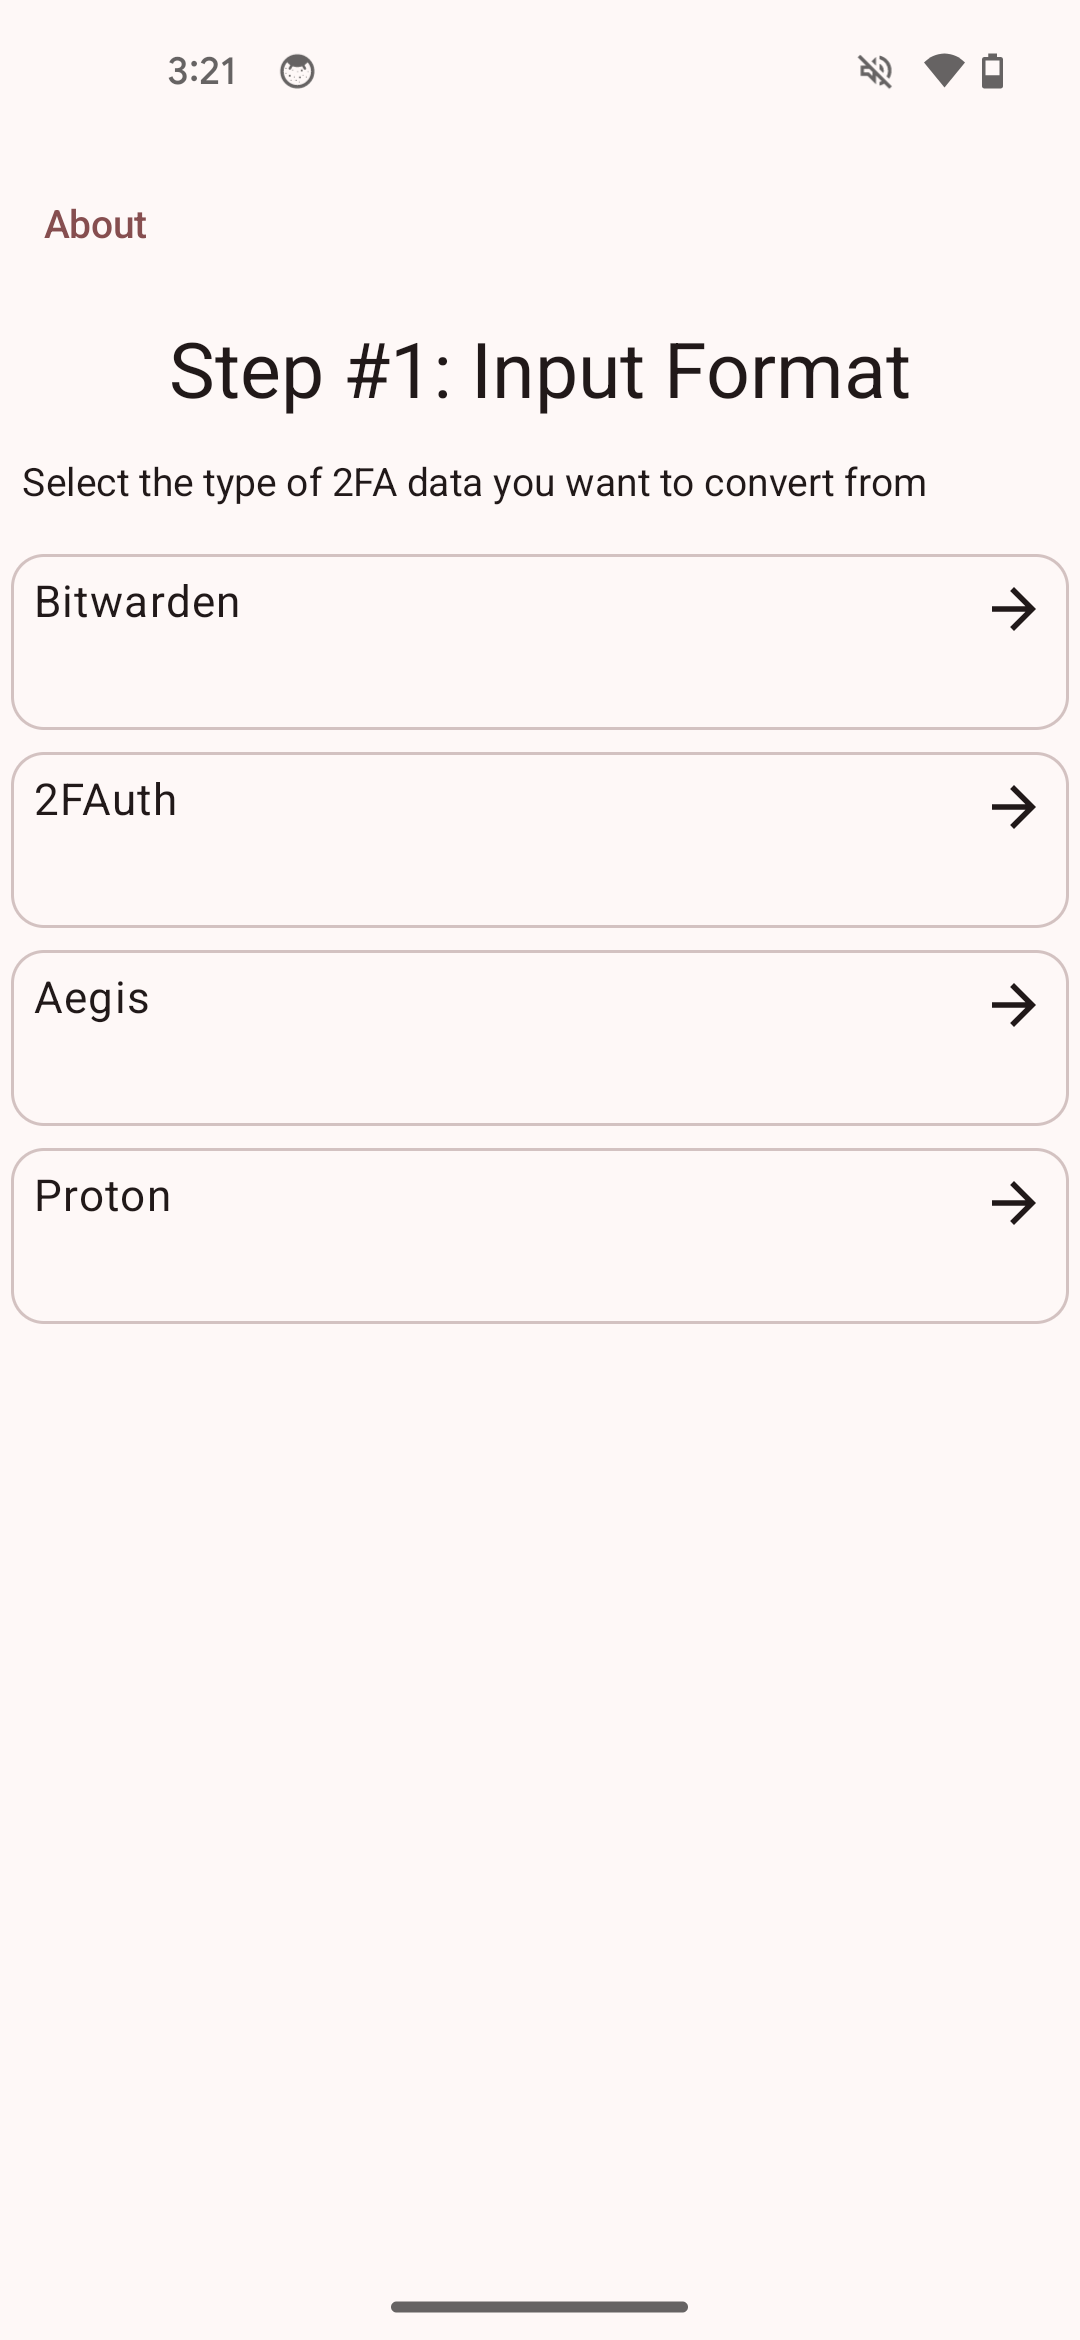 3:21
About
Step #1: Input Format
Select the type of 2FA data you want to convert from
Bitwarden
2FAuth
Aegis
Proton